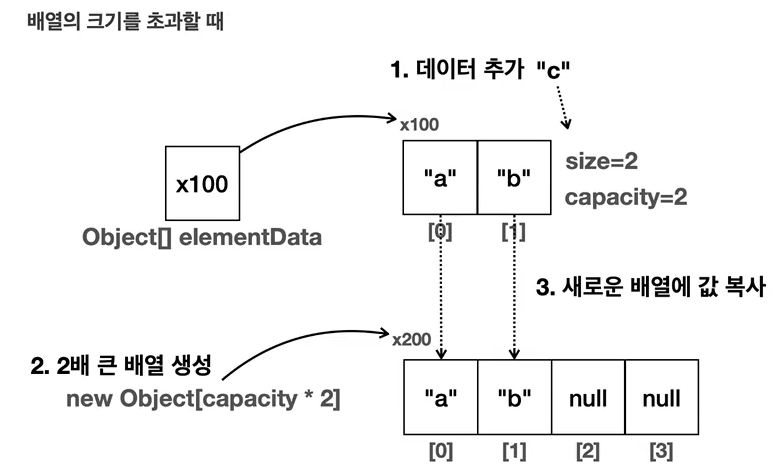 배열의 크기를 초과할 때
1. 데이터 추가 "c"
x100
x100
"a" "b"
size=2
capacity=2
Object[] elementData
[0] [1]
3. 새로운 배열에 값 복사
x200
2. 2배 큰 배열 생성
new Object[capacity * 2]
"a" "b" null null
[0] [1] [2] [3]